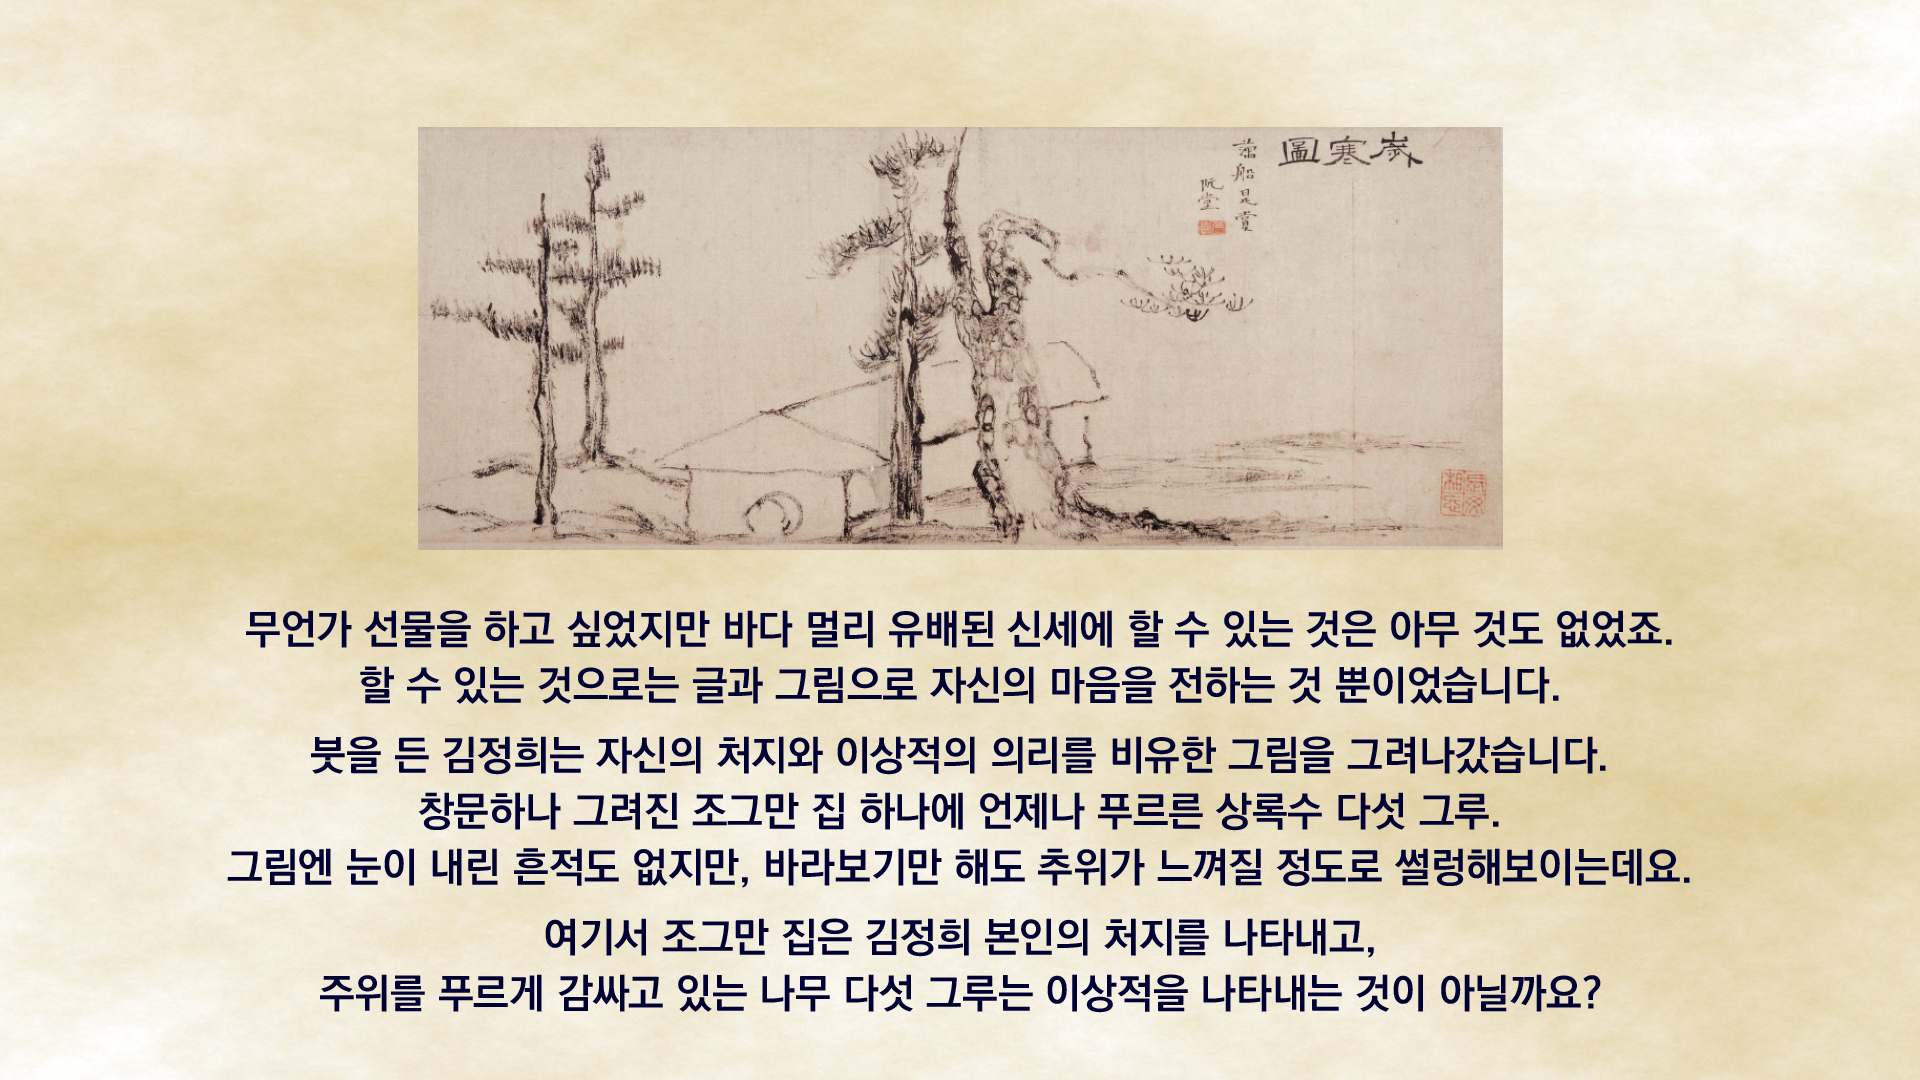 歲寒圖
藕船是賞
阮堂
무언가 선물을 하고 싶었지만 바다 멀리 유배된 신세에 할 수 있는 것은 아무 것도 없었죠.
할 수 있는 것으로는 글과 그림으로 자신의 마음을 전하는 것 뿐이었습니다.
붓을 든 김정희는 자신의 처지와 이상적의 의리를 비유한 그림을 그려나갔습니다.
창문하나 그려진 조그만 집 하나에 언제나 푸르른 상록수 다섯 그루.
그림엔 눈이 내린 흔적도 없지만, 바라보기만 해도 추위가 느껴질 정도로 썰렁해보이는데요.
여기서 조그만 집은 김정희 본인의 처지를 나타내고,
주위를 푸르게 감싸고 있는 나무 다섯 그루는 이상적을 나타내는 것이 아닐까요?